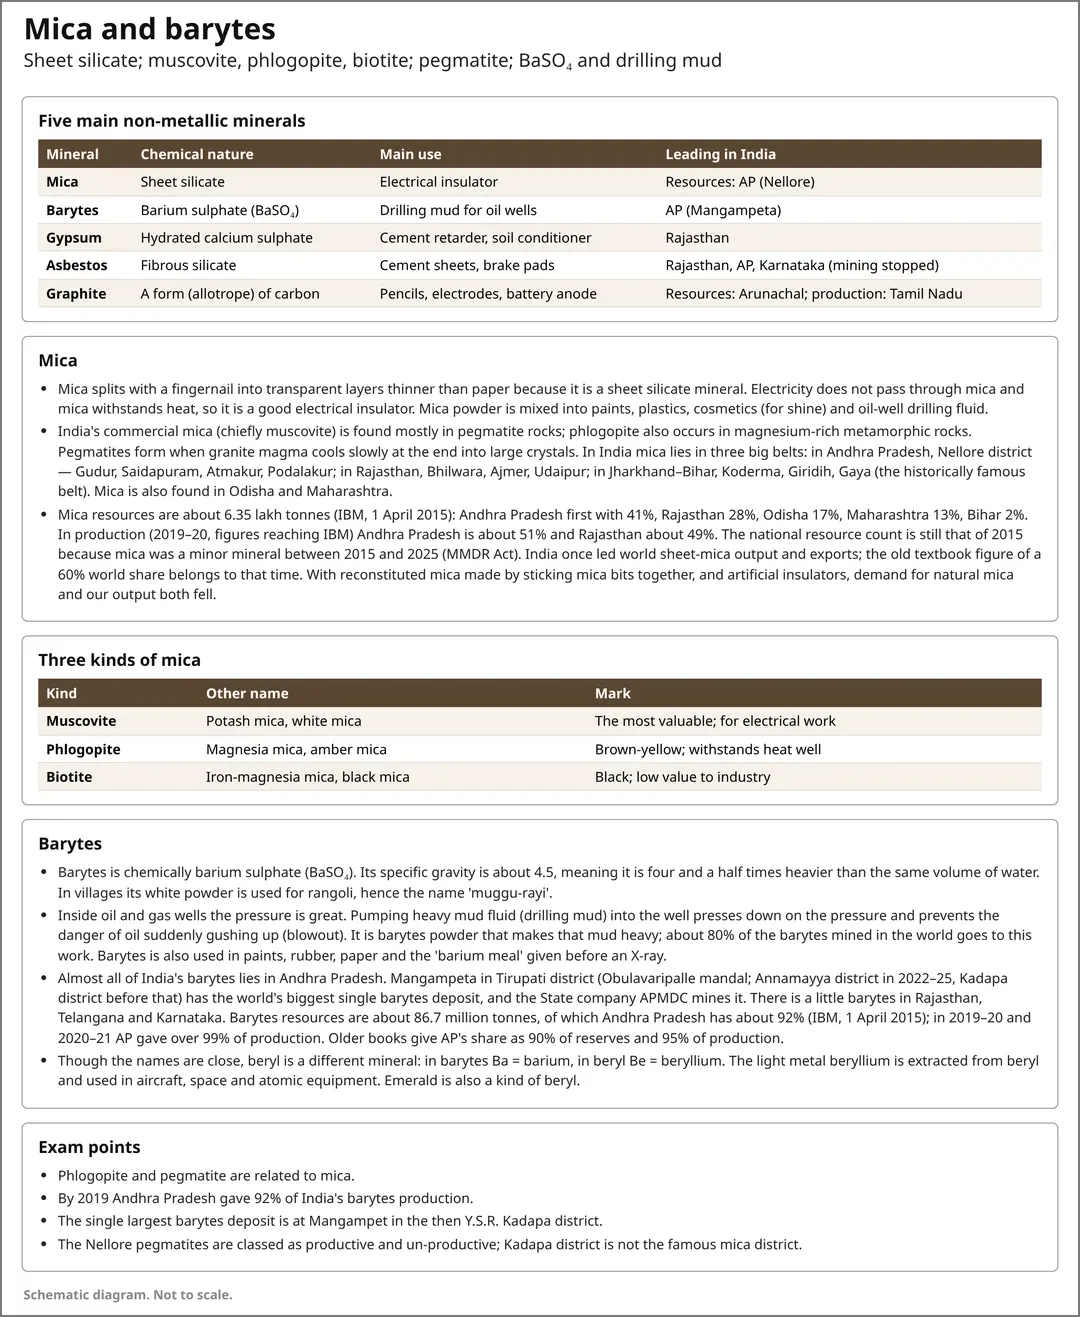 Mica and barytes
Sheet silicate; muscovite, phlogopite, biotite; pegmatite; BaSO₄ and drilling mud
Five main non-metallic minerals
Mineral Chemical nature Main use Leading in India
Mica Sheet silicate Electrical insulator Resources: AP (Nellore)
Barytes Barium sulphate (BaSO₄) Drilling mud for oil wells AP (Mangampeta)
Gypsum Hydrated calcium sulphate Cement retarder, soil conditioner Rajasthan
Asbestos Fibrous silicate Cement sheets, brake pads Rajasthan, AP, Karnataka (mining stopped)
Graphite A form (allotrope) of carbon Pencils, electrodes, battery anode Resources: Arunachal; production: Tamil Nadu
Mica
• Mica splits with a fingernail into transparent layers thinner than paper because it is a sheet silicate mineral. Electricity does not pass through mica and
mica withstands heat, so it is a good electrical insulator. Mica powder is mixed into paints, plastics, cosmetics (for shine) and oil-well drilling fluid.
• India's commercial mica (chiefly muscovite) is found mostly in pegmatite rocks; phlogopite also occurs in magnesium-rich metamorphic rocks.
Pegmatites form when granite magma cools slowly at the end into large crystals. In India mica lies in three big belts: in Andhra Pradesh, Nellore district
— Gudur, Saidapuram, Atmakur, Podalakur; in Rajasthan, Bhilwara, Ajmer, Udaipur; in Jharkhand–Bihar, Koderma, Giridih, Gaya (the historically famous
belt). Mica is also found in Odisha and Maharashtra.
• Mica resources are about 6.35 lakh tonnes (IBM, 1 April 2015): Andhra Pradesh first with 41%, Rajasthan 28%, Odisha 17%, Maharashtra 13%, Bihar 2%.
In production (2019–20, figures reaching IBM) Andhra Pradesh is about 51% and Rajasthan about 49%. The national resource count is still that of 2015
because mica was a minor mineral between 2015 and 2025 (MMDR Act). India once led world sheet-mica output and exports; the old textbook figure of a
60% world share belongs to that time. With reconstituted mica made by sticking mica bits together, and artificial insulators, demand for natural mica
and our output both fell.
Three kinds of mica
Kind Other name Mark
Muscovite Potash mica, white mica The most valuable; for electrical work
Phlogopite Magnesia mica, amber mica Brown-yellow; withstands heat well
Biotite Iron-magnesia mica, black mica Black; low value to industry
Barytes
• Barytes is chemically barium sulphate (BaSO₄). Its specific gravity is about 4.5, meaning it is four and a half times heavier than the same volume of water.
In villages its white powder is used for rangoli, hence the name 'muggu-rayi'.
• Inside oil and gas wells the pressure is great. Pumping heavy mud fluid (drilling mud) into the well presses down on the pressure and prevents the
danger of oil suddenly gushing up (blowout). It is barytes powder that makes that mud heavy; about 80% of the barytes mined in the world goes to this
work. Barytes is also used in paints, rubber, paper and the 'barium meal' given before an X-ray.
• Almost all of India's barytes lies in Andhra Pradesh. Mangampeta in Tirupati district (Obulavaripalle mandal; Annamayya district in 2022–25, Kadapa
district before that) has the world's biggest single barytes deposit, and the State company APMDC mines it. There is a little barytes in Rajasthan,
Telangana and Karnataka. Barytes resources are about 86.7 million tonnes, of which Andhra Pradesh has about 92% (IBM, 1 April 2015); in 2019–20 and
2020–21 AP gave over 99% of production. Older books give AP's share as 90% of reserves and 95% of production.
• Though the names are close, beryl is a different mineral: in barytes Ba = barium, in beryl Be = beryllium. The light metal beryllium is extracted from beryl
and used in aircraft, space and atomic equipment. Emerald is also a kind of beryl.
Exam points
• Phlogopite and pegmatite are related to mica.
• By 2019 Andhra Pradesh gave 92% of India's barytes production.
• The single largest barytes deposit is at Mangampet in the then Y.S.R. Kadapa district.
• The Nellore pegmatites are classed as productive and un-productive; Kadapa district is not the famous mica district.
Schematic diagram. Not to scale.